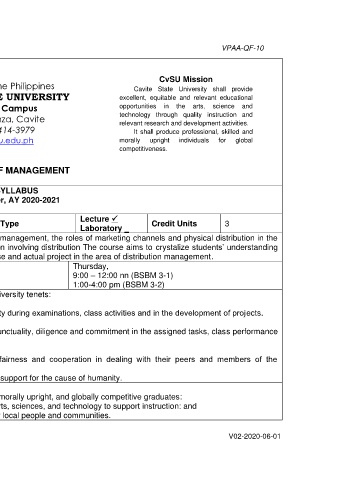 VPAA-QF-10
CvSU Mission
Cavite State University shall provide
excellent, equitable and relevant educational
opportunities in the arts, science and
technology through quality instruction and
relevant research and development activities.
It shall produce professional, skilled and
morally upright individuals for global
competitiveness.
e Philippines
E UNIVERSITY
Campus
za, Cavite
414-3979
u.edu.ph
F MANAGEMENT
SYLLABUS
r, AY 2020-2021
Type
Lecture ✓
Laboratory _
Credit Units
3
management, the roles of marketing channels and physical distribution in the
n involving distribution The course aims to crystalize students' understanding
se and actual project in the area of distribution management.
Thursday,
9:00 – 12:00 nn (BSBM 3-1)
1:00-4:00 pm (BSBM 3-2)
iversity tenets:
ty during examinations, class activities and in the development of projects.
unctuality, diligence and commitment in the assigned tasks, class performance
fairness and cooperation in dealing with their peers and members of the
support for the cause of humanity.
morally upright, and globally competitive graduates:
rts, sciences, and technology to support instruction: and
local people and communities.
V02-2020-06-01